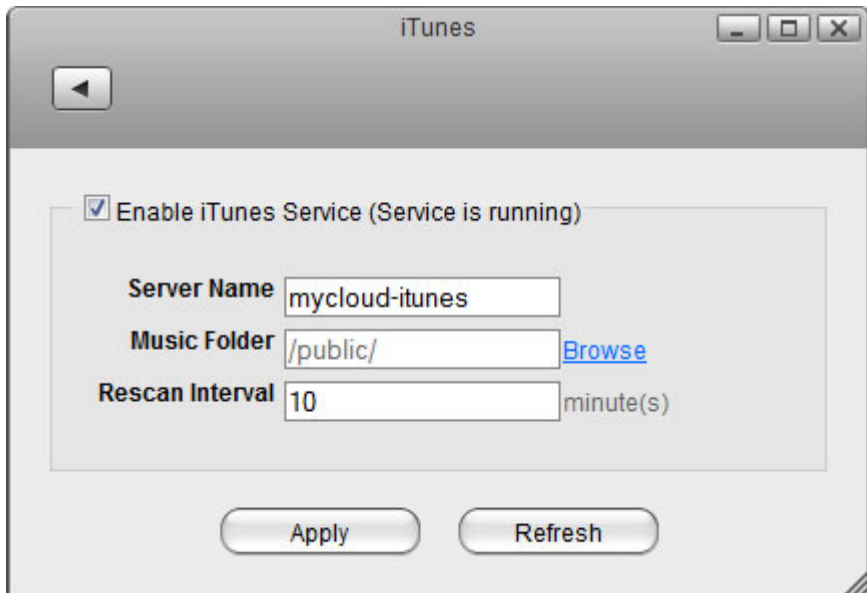 iTunes
Enable iTunes Service (Service is running)
Server Name mycloud-itunes
Music Folder /public/ Browse
Rescan Interval 10 minute(s)
Apply Refresh